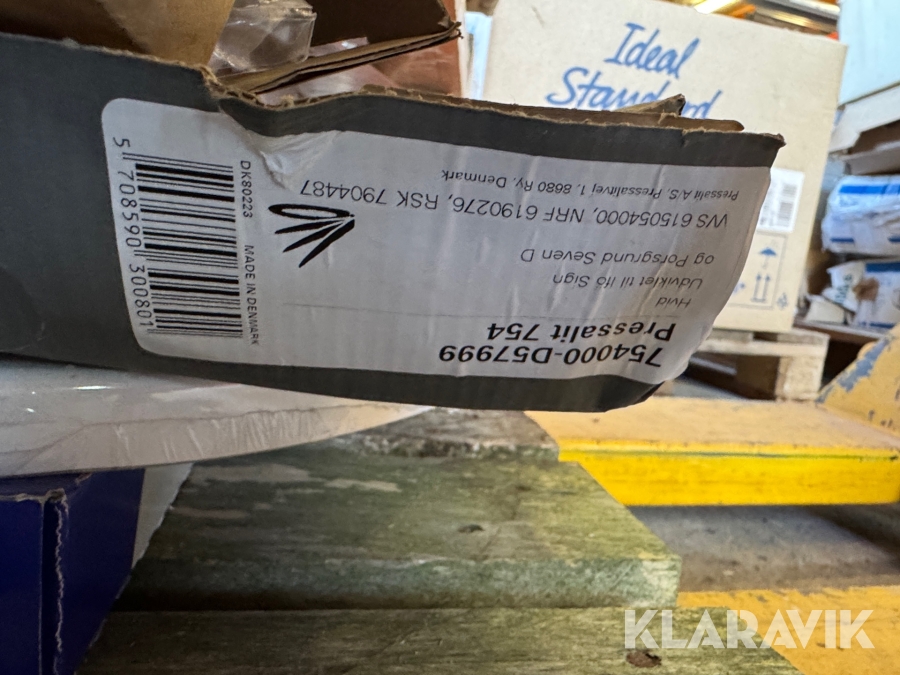 754000-D57999
Pressalit 754
Hvid
Udviklet til Ifö Sign
og Porsgrund Seven D
VVS 615054000, NRF 6190276, RSK 7904487
Pressalit A/S, Pressalitvej 1, 8680 Ry, Denmark
DK80223 MADE IN DENMARK
5 708590 300801
Ideal
Standard
KLARAVIK